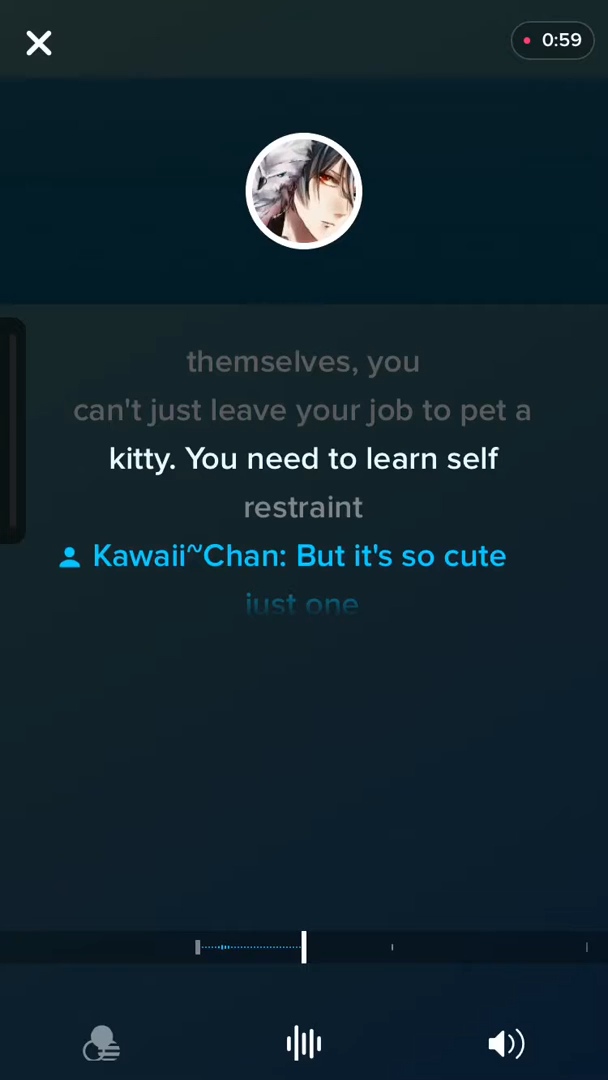 0:59
themselves, you
can't just leave your job to pet a
kitty. You need to learn self
restraint
Kawaii~Chan: But it's so cute
just one